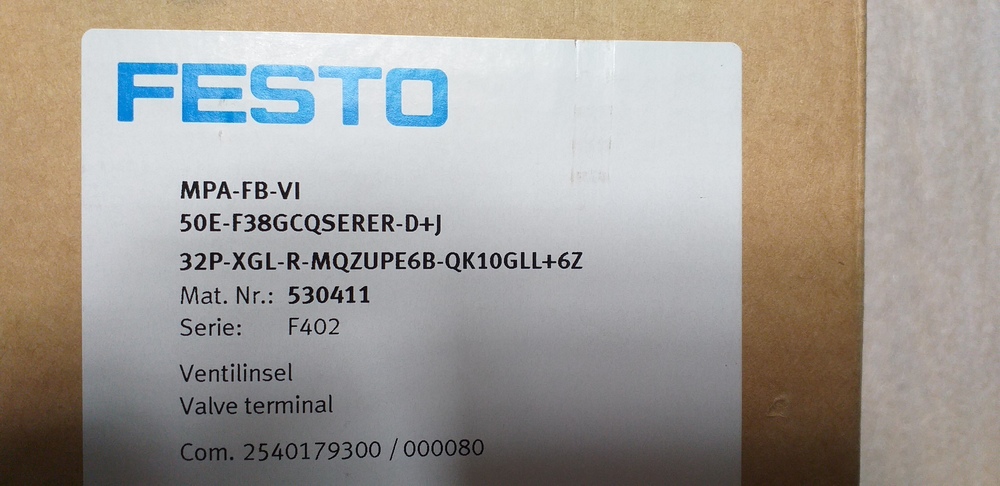 FESTO
MPA-FB-VI
50E-F38GCQSERER-D+J
32P-XGL-R-MQZUPE6B-QK10GLL+6Z
Mat. Nr.: 530411
Serie: F402
Ventilinsel
Valve terminal
Com. 2540179300 / 000080